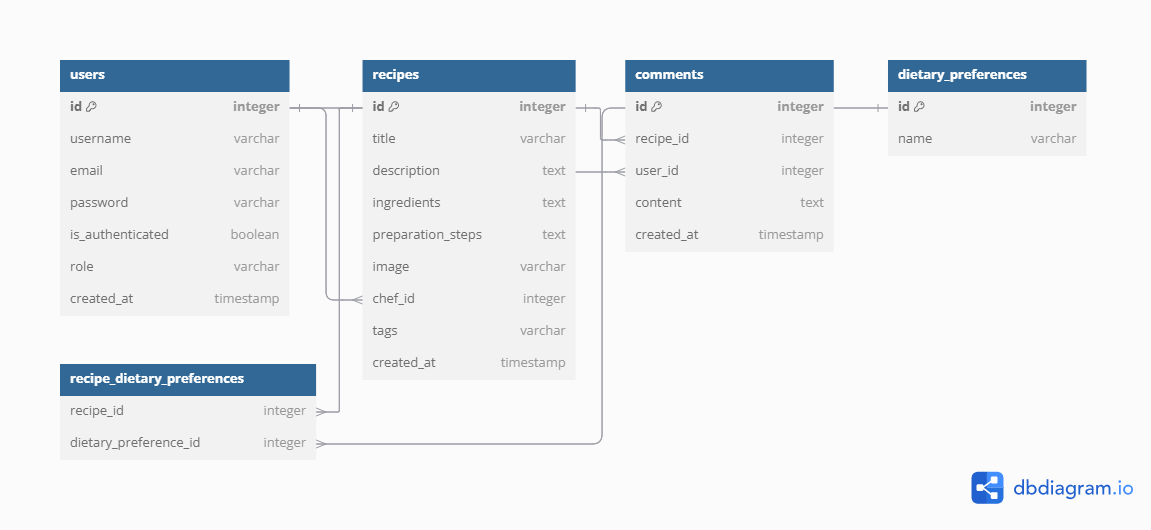 users
id integer
username varchar
email varchar
password varchar
is_authenticated boolean
role varchar
created_at timestamp
recipes
id integer
title varchar
description text
ingredients text
preparation_steps text
image varchar
chef_id integer
tags varchar
created_at timestamp
comments
id integer
recipe_id integer
user_id integer
content text
created_at timestamp
dietary_preferences
id integer
name varchar
recipe_dietary_preferences
recipe_id integer
dietary_preference_id integer
dbdiagram.io